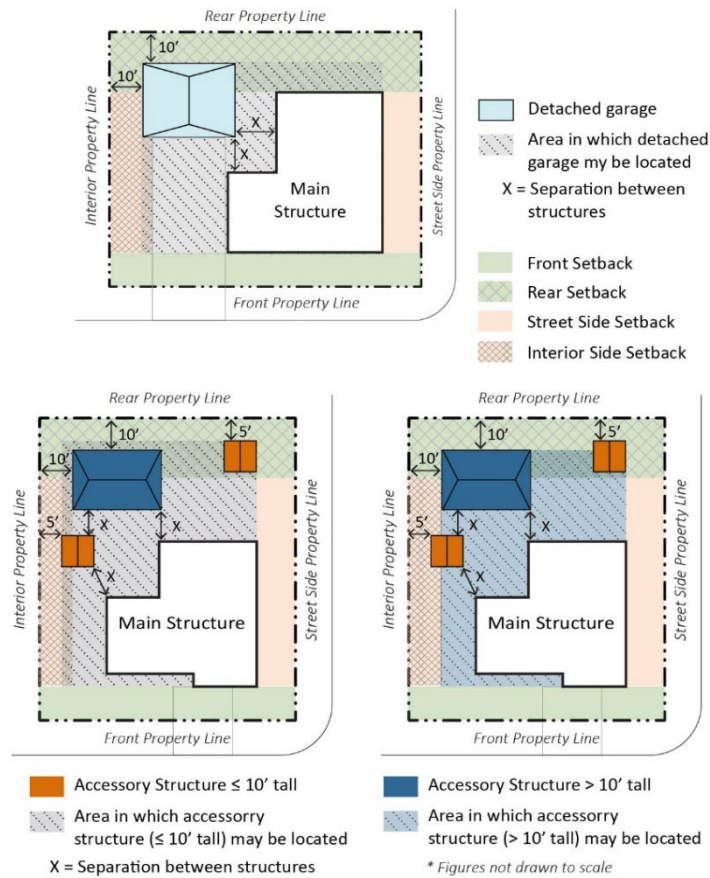 Rear Property Line
10'
10'
Interior Property Line
X
X
Main
Structure
Street Side Property Line
Front Property Line
Detached garage
Area in which detached
garage my be located
X = Separation between
structures
Front Setback
Rear Setback
Street Side Setback
Interior Side Setback
Rear Property Line
10'
5'
10'
Interior Property Line
5'
X
X
X
Main Structure
Street Side Property Line
Front Property Line
Accessory Structure ≤ 10' tall
Area in which accessorry
structure (≤ 10' tall) may be located
X = Separation between structures
Rear Property Line
10'
5'
10'
Interior Property Line
5'
X
X
X
Main Structure
Street Side Property Line
Front Property Line
Accessory Structure > 10' tall
Area in which accessorry
structure (> 10' tall) may be located
* Figures not drawn to scale